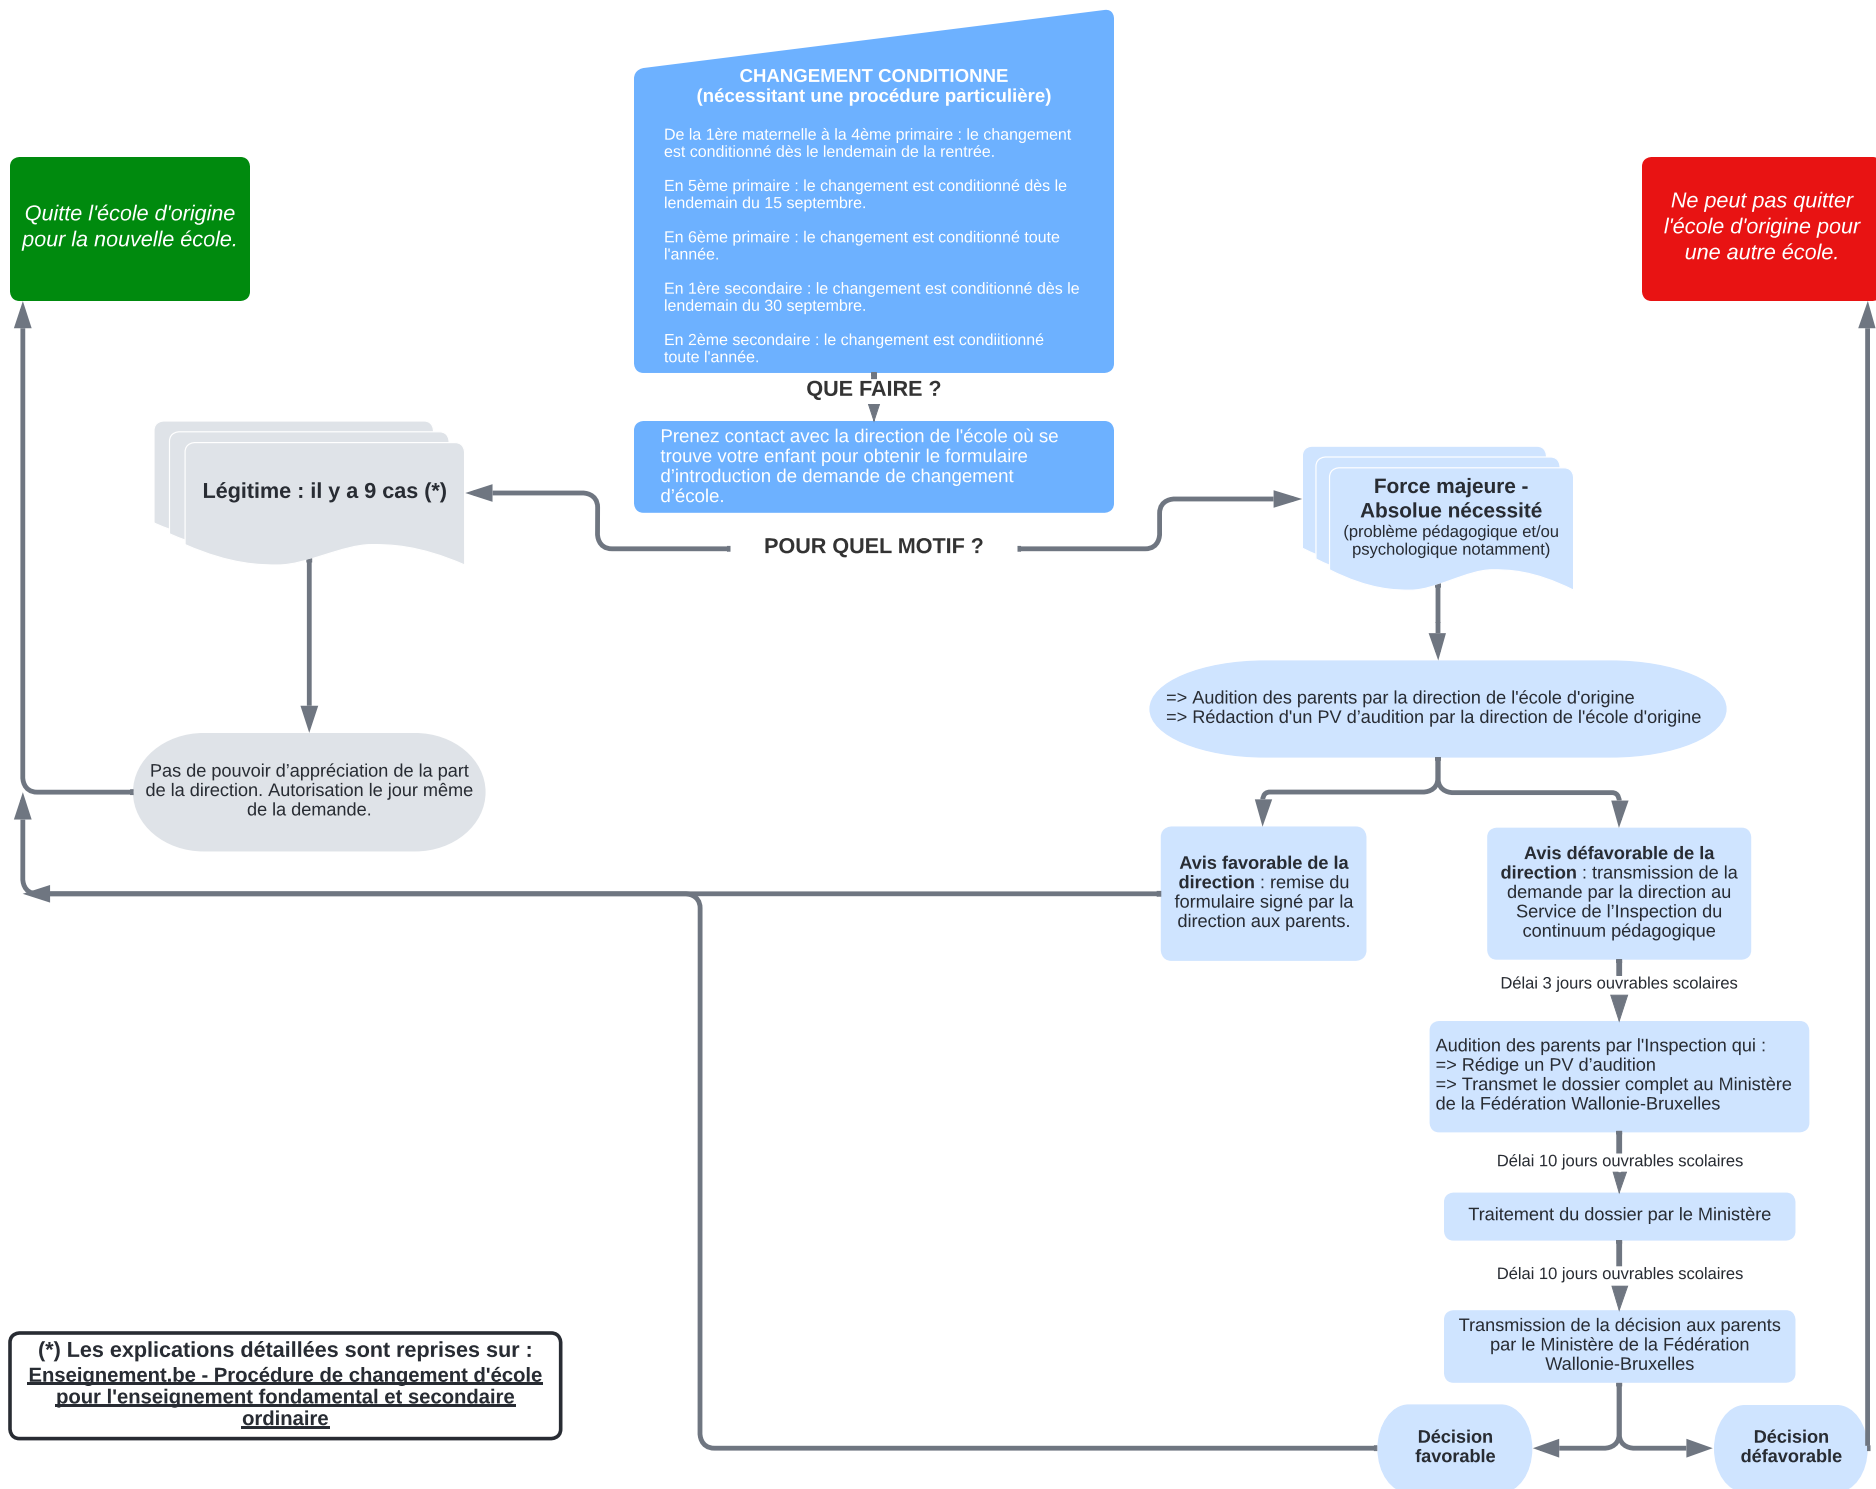 CHANGEMENT CONDITIONNE
(nécessitant une procédure particulière)
De la 1ère maternelle à la 4ème primaire : le changement
est conditionné dès le lendemain de la rentrée.
En 5ème primaire : le changement est conditionné dès le
lendemain du 15 septembre.
En 6ème primaire : le changement est conditionné toute
l'année.
En 1ère secondaire : le changement est conditionné dès le
lendemain du 30 septembre.
En 2ème secondaire : le changement est condiitionné
toute l'année.
Quitte l'école d'origine
pour la nouvelle école.
Ne peut pas quitter
l'école d'origine pour
une autre école.
QUE FAIRE ?
Prenez contact avec la direction de l'école où se
trouve votre enfant pour obtenir le formulaire
d’introduction de demande de changement
d’école.
POUR QUEL MOTIF ?
Légitime : il y a 9 cas (*)
Force majeure -
Absolue nécessité
(problème pédagogique et/ou
psychologique notamment)
Pas de pouvoir d’appréciation de la part
de la direction. Autorisation le jour même
de la demande.
=> Audition des parents par la direction de l'école d'origine
=> Rédaction d'un PV d’audition par la direction de l'école d'origine
Avis favorable de la
direction : remise du
formulaire signé par la
direction aux parents.
Avis défavorable de la
direction : transmission de la
demande par la direction au
Service de l’Inspection du
continuum pédagogique
Délai 3 jours ouvrables scolaires
Audition des parents par l'Inspection qui :
=> Rédige un PV d’audition
=> Transmet le dossier complet au Ministère
de la Fédération Wallonie-Bruxelles
Délai 10 jours ouvrables scolaires
Traitement du dossier par le Ministère
Délai 10 jours ouvrables scolaires
Transmission de la décision aux parents
par le Ministère de la Fédération
Wallonie-Bruxelles
Décision
favorable
Décision
défavorable
(*) Les explications détaillées sont reprises sur :
Enseignement.be - Procédure de changement d'école
pour l'enseignement fondamental et secondaire
ordinaire